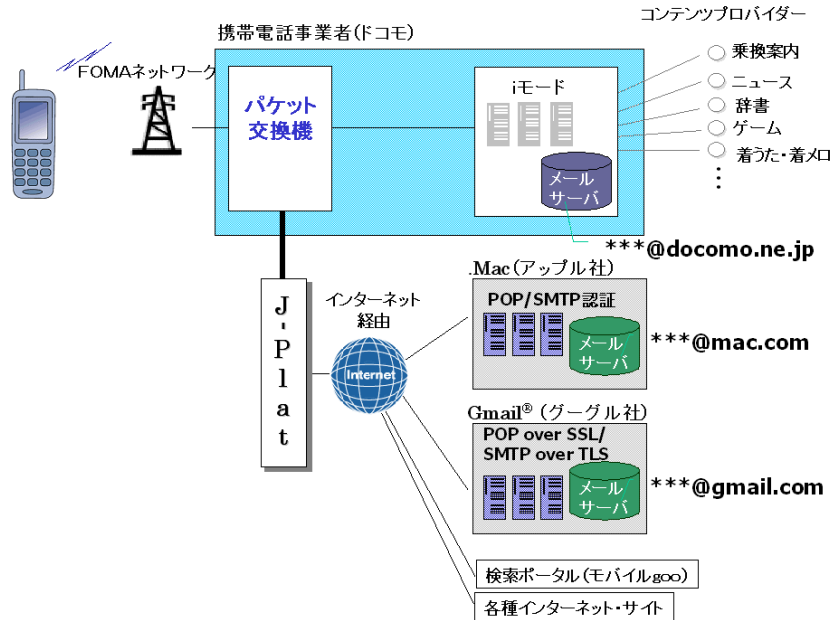 コンテンツプロバイダー
携帯電話事業者(ドコモ)
FOMAネットワーク
パケット
交換機
iモード
メール
サーバ
乗換案内
ニュース
辞書
ゲーム
着うた・着メロ
***@docomo.ne.jp
J-Plat
インターネット
経由
Internet
.Mac(アップル社)
POP/SMTP認証
メール
サーバ
***@mac.com
Gmail® (グーグル社)
POP over SSL/
SMTP over TLS
メール
サーバ
***@gmail.com
検索ポータル(モバイルgoo)
各種インターネット・サイト